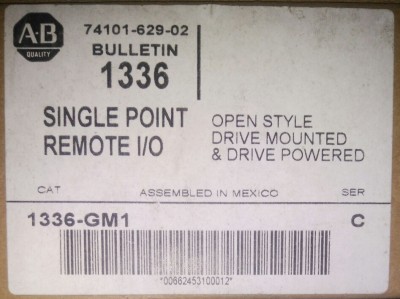 A-B
QUALITY
74101-629-02
BULLETIN
1336
SINGLE POINT
REMOTE I/O
OPEN STYLE
DRIVE MOUNTED
& DRIVE POWERED
CAT ASSEMBLED IN MEXICO SER
1336-GM1 C
*00662453100012*